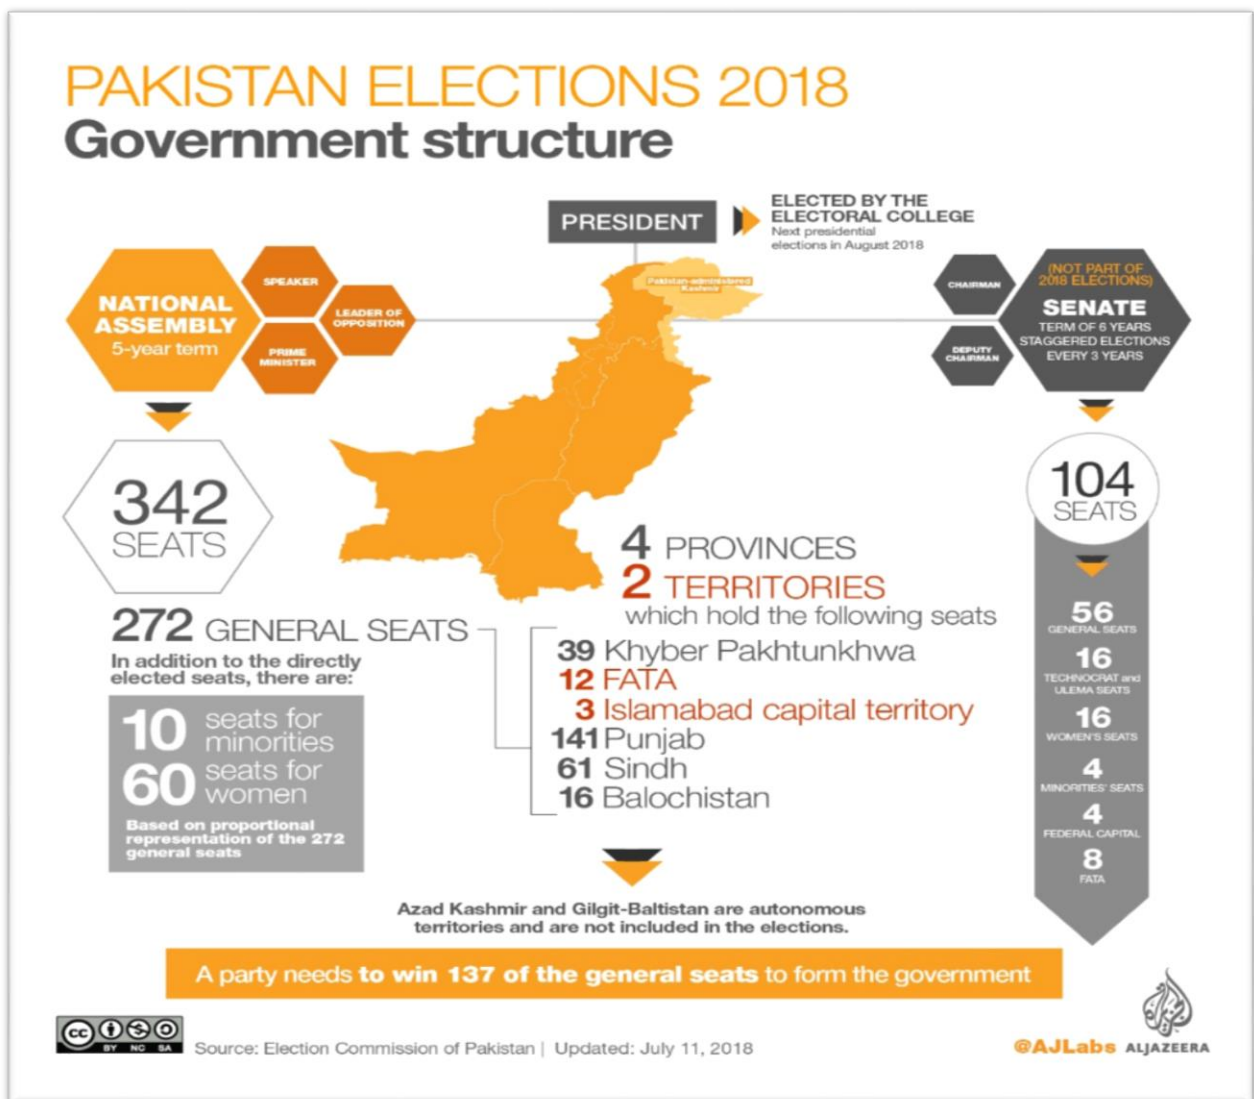 PAKISTAN ELECTIONS 2018
Government structure
PRESIDENT
ELECTED BY THE
ELECTORAL COLLEGE
Next presidential
elections in August 2018
NATIONAL
ASSEMBLY
5-year term
SPEAKER
LEADER OF
OPPOSITION
PRIME
MINISTER
Pakistan-administered
Kashmir
CHAIRMAN
DEPUTY
CHAIRMAN
(NOT PART OF
2018 ELECTIONS)
SENATE
TERM OF 6 YEARS
STAGGERED ELECTIONS
EVERY 3 YEARS
342
SEATS
272 GENERAL SEATS
In addition to the directly
elected seats, there are:
10 seats for
minorities
60 seats for
women
Based on proportional
representation of the 272
general seats
4 PROVINCES
2 TERRITORIES
which hold the following seats
39 Khyber Pakhtunkhwa
12 FATA
3 Islamabad capital territory
141 Punjab
61 Sindh
16 Balochistan
104
SEATS
56
GENERAL SEATS
16
TECHNOCRAT and
ULEMA SEATS
16
WOMEN'S SEATS
4
MINORITIES' SEATS
4
FEDERAL CAPITAL
8
FATA
Azad Kashmir and Gilgit-Baltistan are autonomous
territories and are not included in the elections.
A party needs to win 137 of the general seats to form the government
cc
BY NC SA
Source: Election Commission of Pakistan | Updated: July 11, 2018
@AJLabs ALJAZEERA